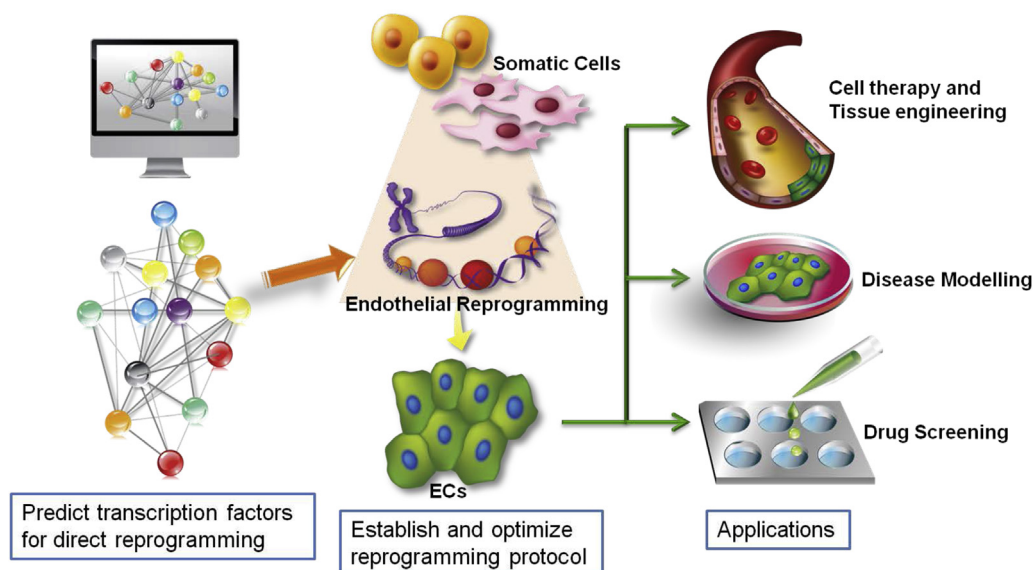 Somatic Cells
Endothelial Reprogramming
ECs
Cell therapy and
Tissue engineering
Disease Modelling
Drug Screening
Predict transcription factors
for direct reprogramming
Establish and optimize
reprogramming protocol
Applications